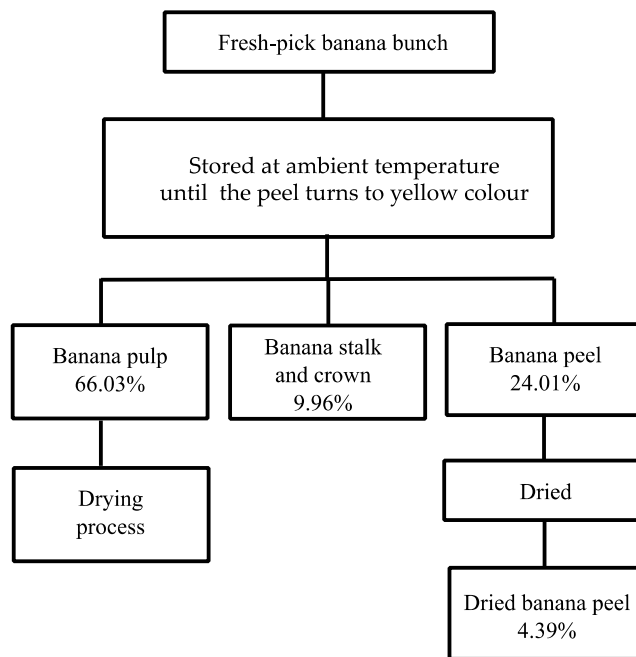 Fresh-pick banana bunch
Stored at ambient temperature
until the peel turns to yellow colour
Banana pulp
66.03%
Banana stalk
and crown
9.96%
Banana peel
24.01%
Drying
process
Dried
Dried banana peel
4.39%